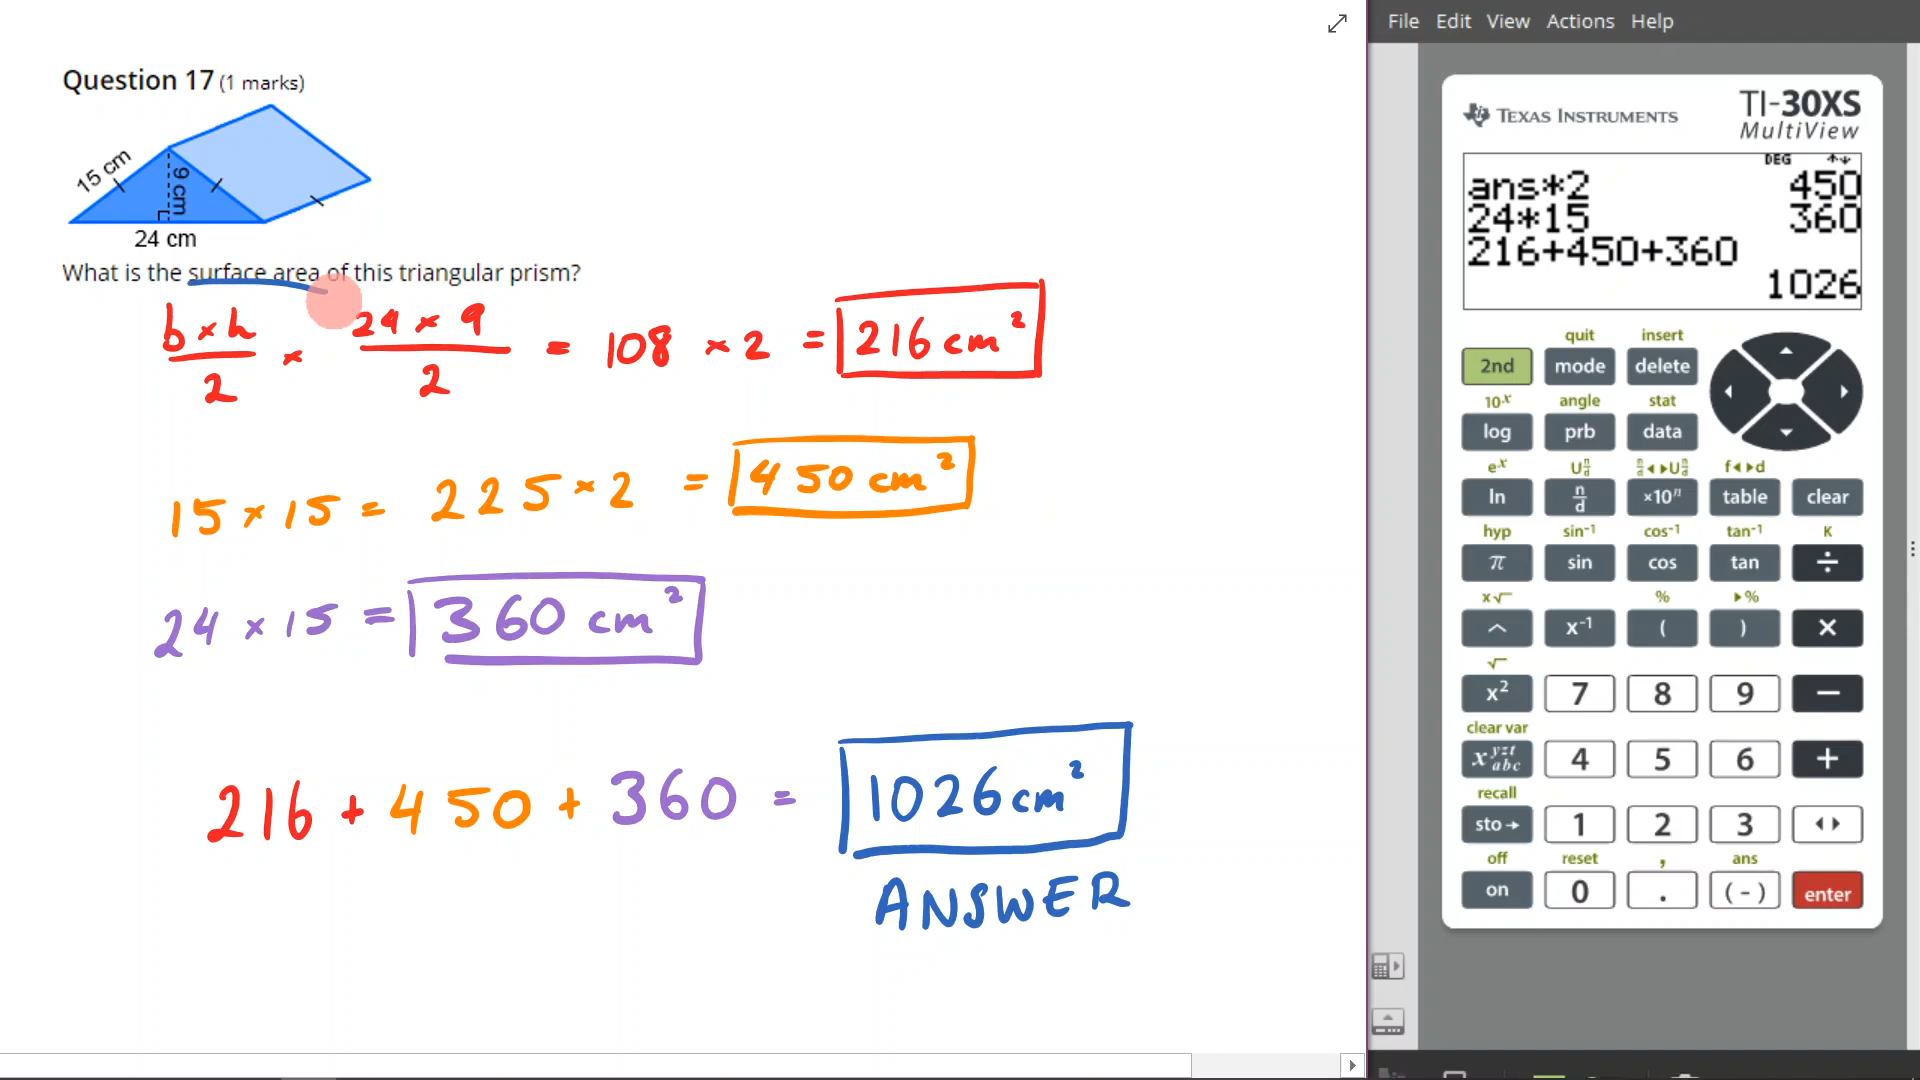 File Edit View Actions Help
Question 17 (1 marks)
15 cm
9 cm
24 cm
What is the surface area of this triangular prism?
b × h
2
×
24 × 9
2
= 108 × 2 = 216 cm²
15 × 15 = 225 × 2 = 450 cm²
24 × 15 = 360 cm²
216 + 450 + 360 = 1026 cm²
ANSWER
TEXAS INSTRUMENTS
TI-30XS
MultiView
DEG
ans*2 450
24*15 360
216+450+360
1026
quit insert
2nd mode delete
10ˣ angle stat
log prb data
eˣ U n/d n/d ◄►U n/d f◄►d
ln n/d ×10ⁿ table clear
hyp sin⁻¹ cos⁻¹ tan⁻¹ K
π sin cos tan ÷
ˣ√ % ►%
^ x⁻¹ ( ) ×
√
x² 7 8 9 −
clear var
x yzt abc 4 5 6 +
recall
sto→ 1 2 3 ◄►
off reset , ans
on 0 . (-) enter